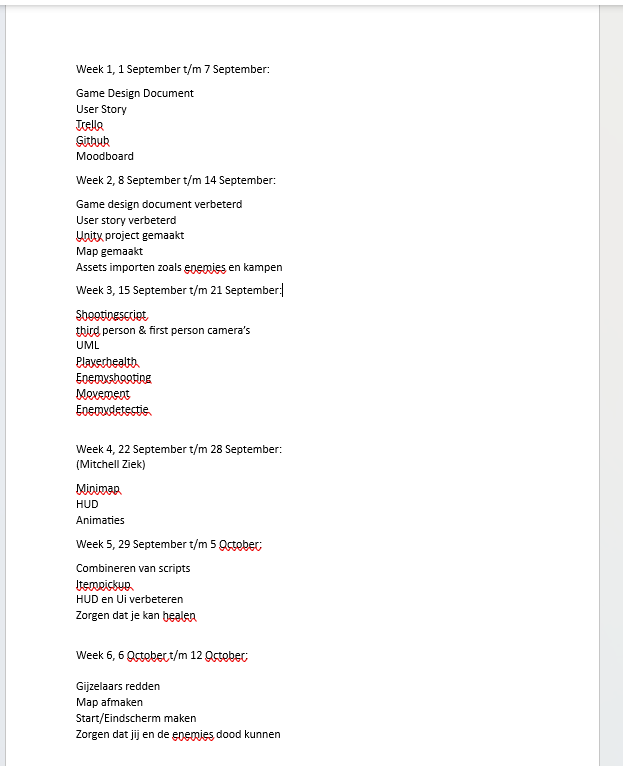 Week 1, 1 September t/m 7 September:
Game Design Document
User Story
Trello
Github
Moodboard
Week 2, 8 September t/m 14 September:
Game design document verbeterd
User story verbeterd
Unity project gemaakt
Map gemaakt
Assets importen zoals enemies en kampen
Week 3, 15 September t/m 21 September:
Shootingscript
third person & first person camera’s
UML
Playerhealth
Enemyshooting
Movement
Enemydetectie
Week 4, 22 September t/m 28 September:
(Mitchell Ziek)
Minimap
HUD
Animaties
Week 5, 29 September t/m 5 October:
Combineren van scripts
Itempickup
HUD en Ui verbeteren
Zorgen dat je kan healen
Week 6, 6 October t/m 12 October:
Gijzelaars redden
Map afmaken
Start/Eindscherm maken
Zorgen dat jij en de enemies dood kunnen